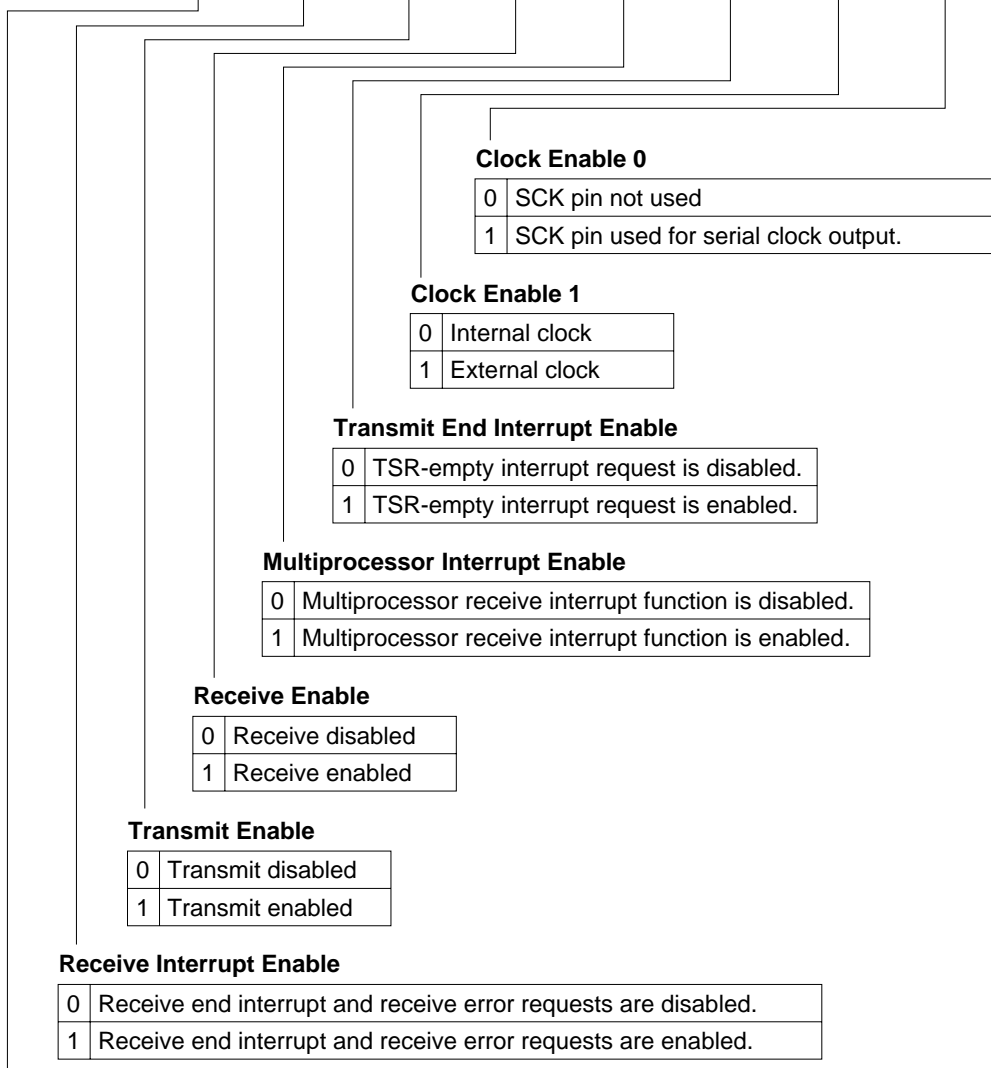 Clock Enable 0
0 SCK pin not used
1 SCK pin used for serial clock output.
Clock Enable 1
0 Internal clock
1 External clock
Transmit End Interrupt Enable
0 TSR-empty interrupt request is disabled.
1 TSR-empty interrupt request is enabled.
Multiprocessor Interrupt Enable
0 Multiprocessor receive interrupt function is disabled.
1 Multiprocessor receive interrupt function is enabled.
Receive Enable
0 Receive disabled
1 Receive enabled
Transmit Enable
0 Transmit disabled
1 Transmit enabled
Receive Interrupt Enable
0 Receive end interrupt and receive error requests are disabled.
1 Receive end interrupt and receive error requests are enabled.